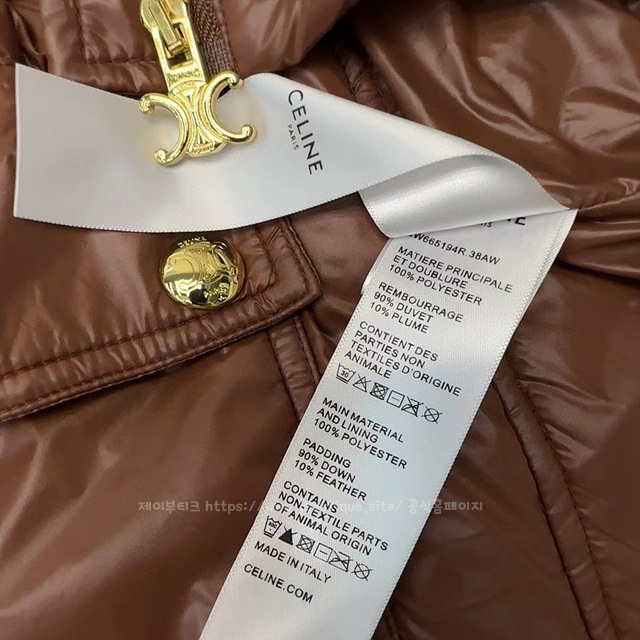 CELINE
PARIS
W665194R.38AW
MATIERE PRINCIPALE
ET DOUBLURE
100% POLYESTER
REMBOURRAGE
90% DUVET
10% PLUME
CONTIENT DES
PARTIES NON
TEXTILES D'ORIGINE
ANIMALE
30
MAIN MATERIAL
AND LINING
100% POLYESTER
PADDING
90% DOWN
10% FEATHER
CONTAINS
NON-TEXTILE PARTS
OF ANIMAL ORIGIN
MADE IN ITALY
CELINE.COM
제이부티크 https://
공식홈페이지